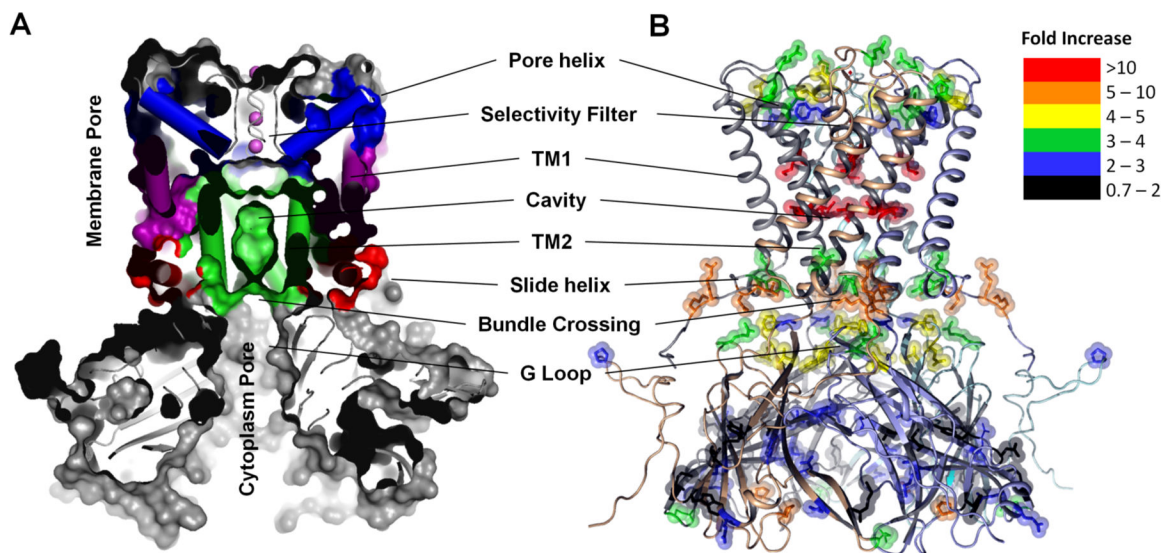 A
B
Membrane Pore
Cytoplasm Pore
Pore helix
Selectivity Filter
TM1
Cavity
TM2
Slide helix
Bundle Crossing
G Loop
Fold Increase
>10
5 – 10
4 – 5
3 – 4
2 – 3
0.7 – 2